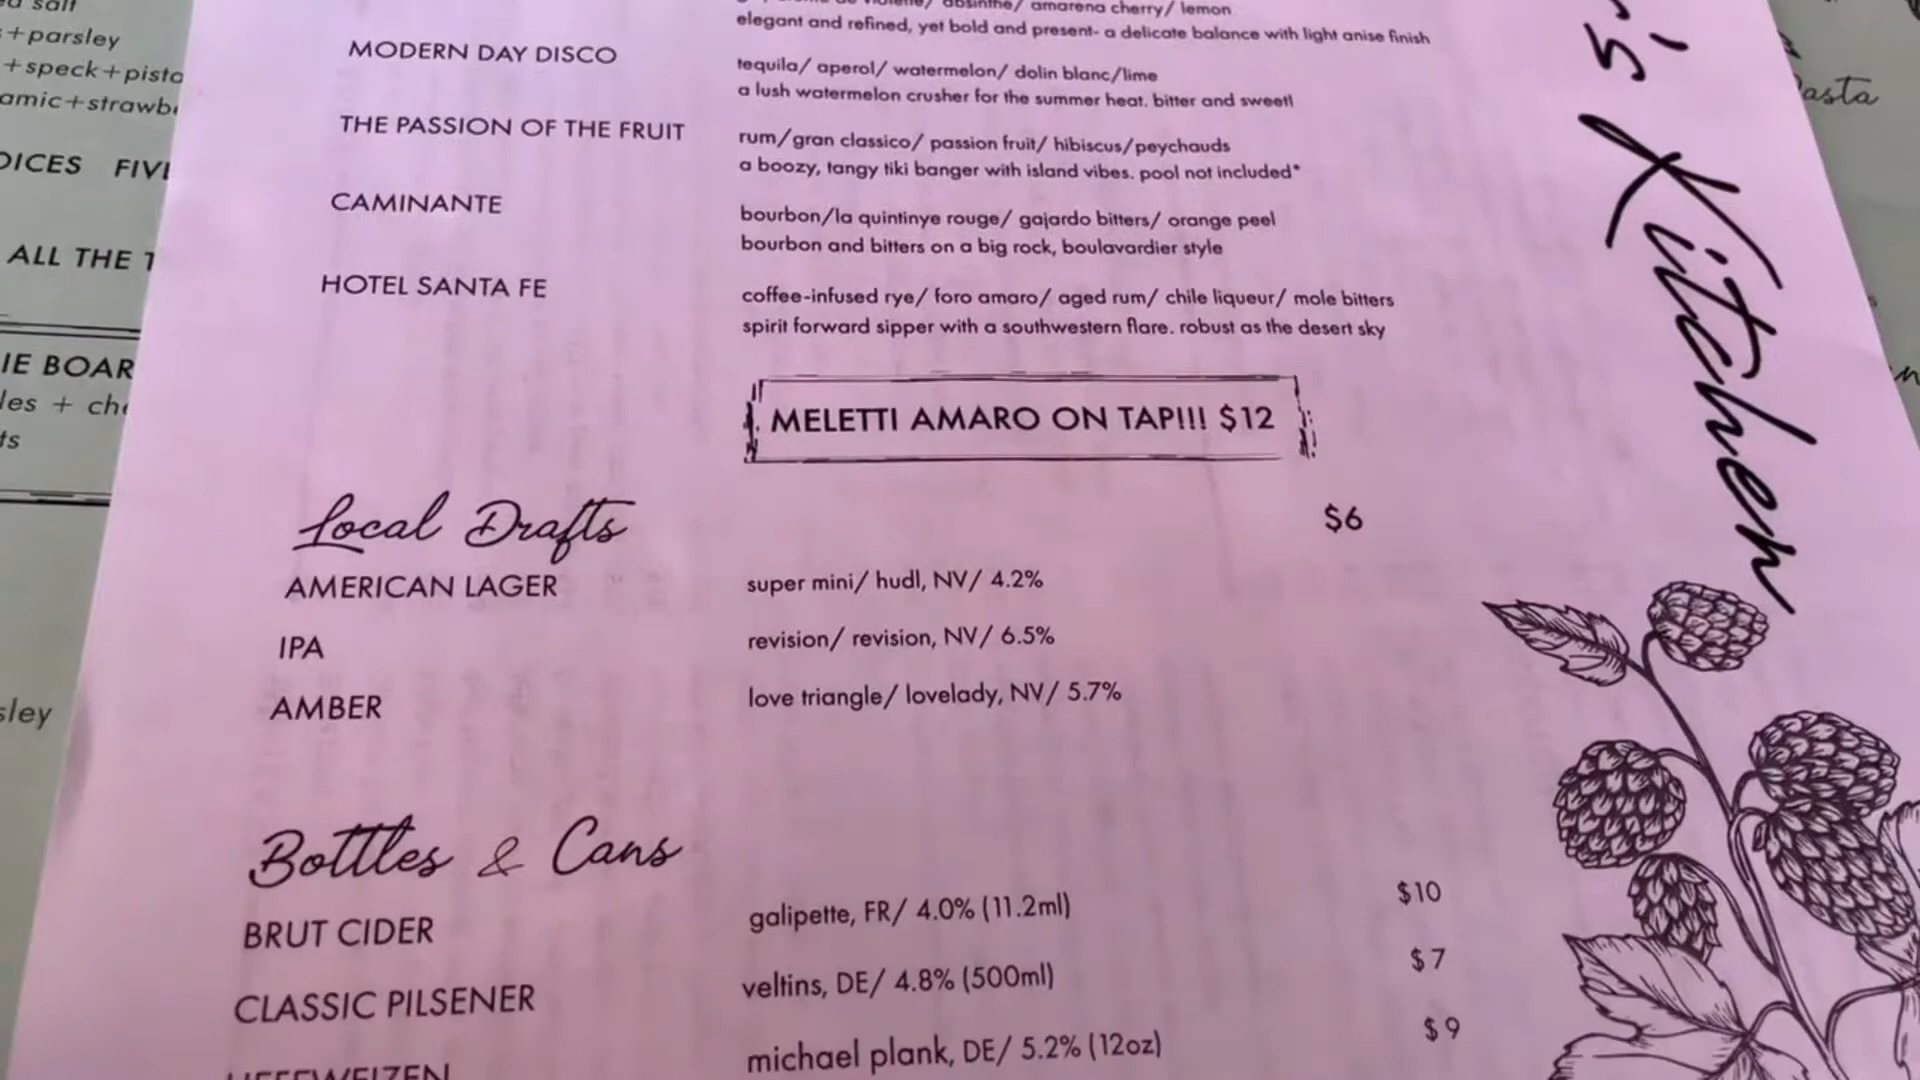 absinthe/ amarena cherry/ lemon
elegant and refined, yet bold and present- a delicate balance with light anise finish
MODERN DAY DISCO
tequila/ aperol/ watermelon/ dolin blanc/lime
a lush watermelon crusher for the summer heat. bitter and sweet!
THE PASSION OF THE FRUIT
rum/gran classico/ passion fruit/ hibiscus/peychauds
a boozy, tangy tiki banger with island vibes. pool not included*
CAMINANTE
bourbon/la quintinye rouge/ gajardo bitters/ orange peel
bourbon and bitters on a big rock, boulavardier style
HOTEL SANTA FE
coffee-infused rye/ foro amaro/ aged rum/ chile liqueur/ mole bitters
spirit forward sipper with a southwestern flare. robust as the desert sky
MELETTI AMARO ON TAP!!! $12
Local Drafts $6
AMERICAN LAGER super mini/ hudl, NV/ 4.2%
IPA revision/ revision, NV/ 6.5%
AMBER love triangle/ lovelady, NV/ 5.7%
Bottles & Cans
BRUT CIDER galipette, FR/ 4.0% (11.2ml) $10
CLASSIC PILSENER veltins, DE/ 4.8% (500ml) $7
HEFEWEIZEN michael plank, DE/ 5.2% (12oz) $9
's Kitchen
salt
+parsley
+speck+pista
amic+strawb
OICES FIV
ALL THE T
IE BOAR
les + ch
ts
sley
asta